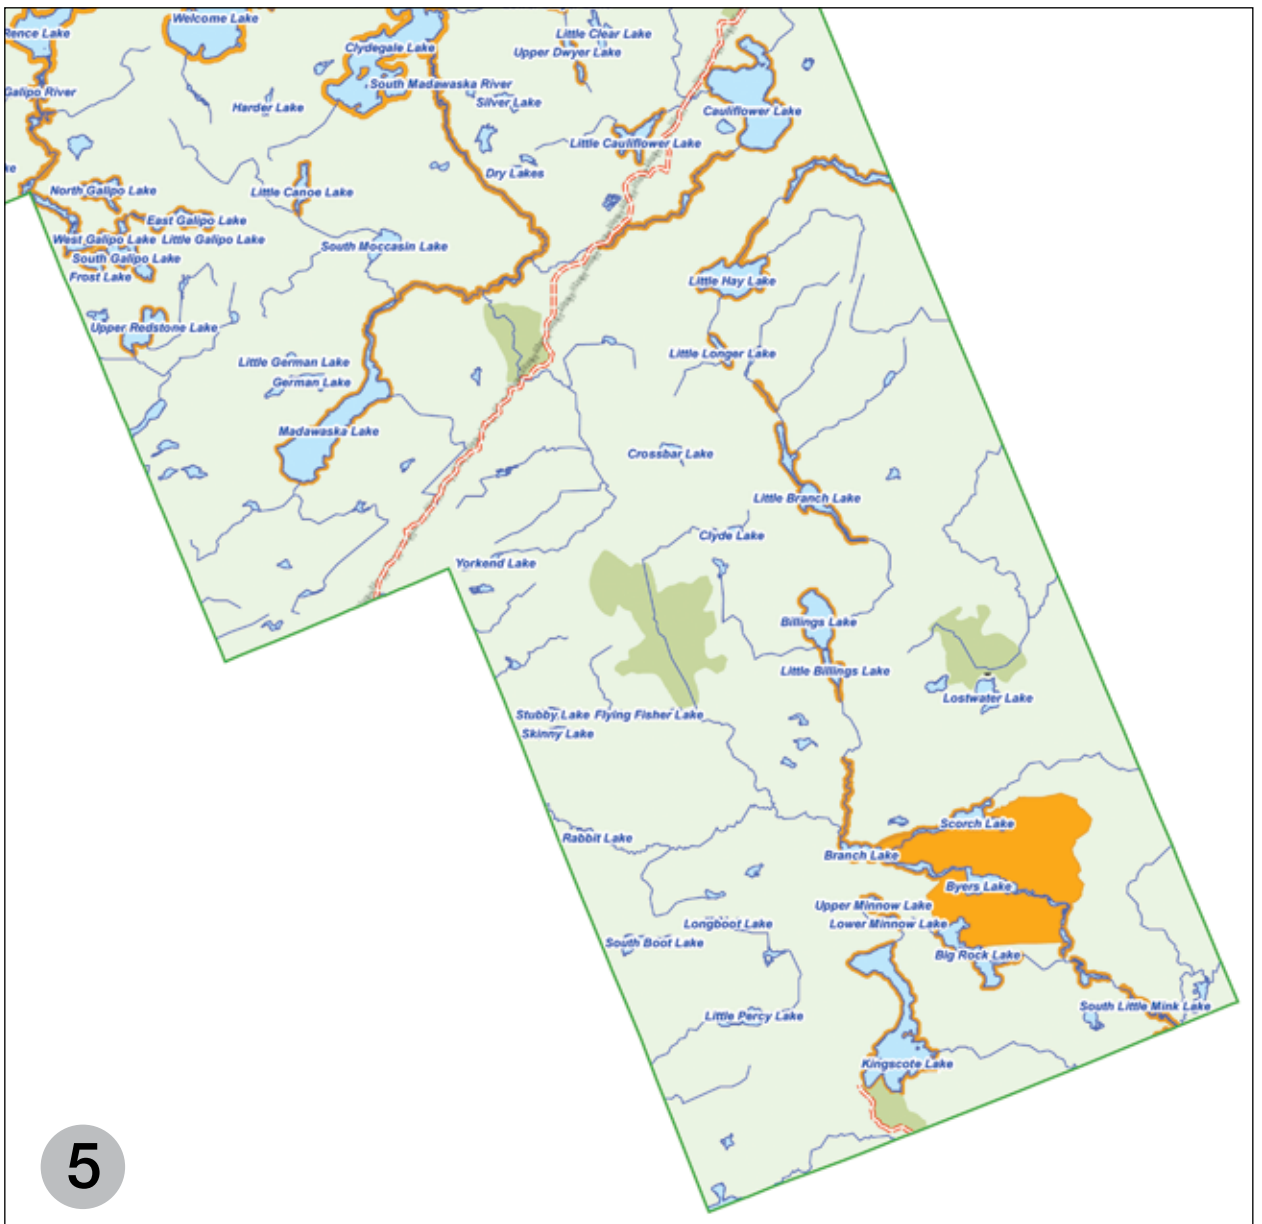 Welcome Lake
rence Lake
Little Clear Lake
Clydegale Lake
Upper Dwyer Lake
South Madawaska River
Galipo River
Silver Lake
Harder Lake
Cauliflower Lake
Little Cauliflower Lake
ke
Dry Lakes
North Galipo Lake
Little Canoe Lake
East Galipo Lake
West Galipo Lake
Little Galipo Lake
South Moccasin Lake
South Galipo Lake
Frost Lake
Little Hay Lake
Upper Redstone Lake
Little Longer Lake
Little German Lake
German Lake
Madawaska Lake
Crossbar Lake
Little Branch Lake
Clyde Lake
Yorkend Lake
Billings Lake
Little Billings Lake
Lostwater Lake
Stubby Lake
Flying Fisher Lake
Skinny Lake
Scorch Lake
Rabbit Lake
Branch Lake
Byers Lake
Upper Minnow Lake
Longboot Lake
Lower Minnow Lake
South Boot Lake
Big Rock Lake
South Little Mink Lake
Little Percy Lake
Kingscote Lake
5